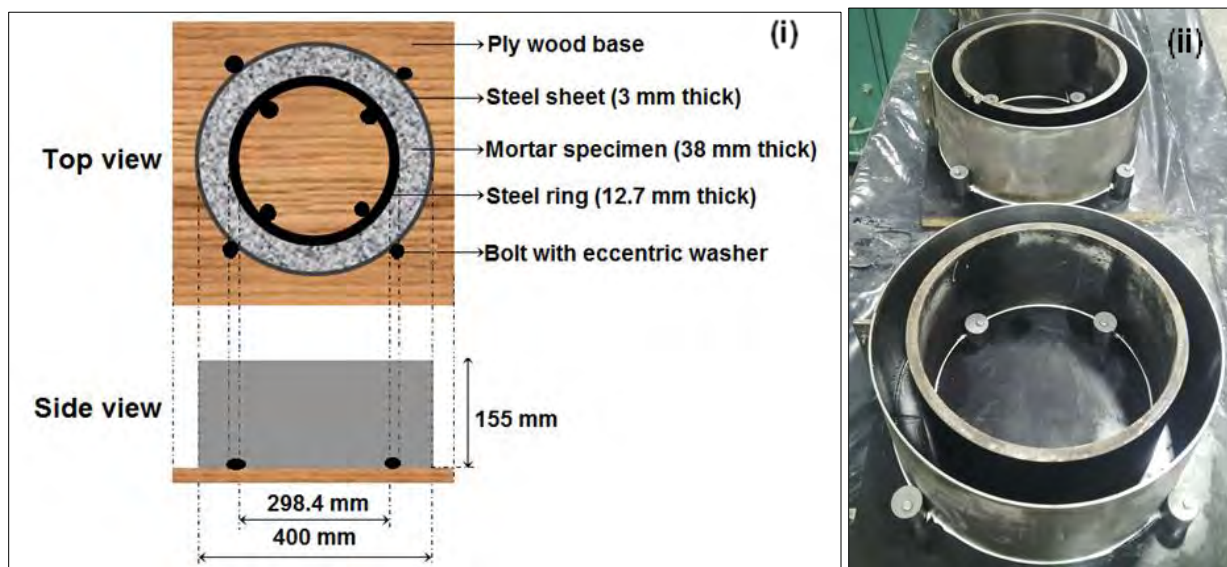 (i)
Ply wood base
Steel sheet (3 mm thick)
Top view
Mortar specimen (38 mm thick)
Steel ring (12.7 mm thick)
Bolt with eccentric washer
Side view
155 mm
298.4 mm
400 mm
(ii)